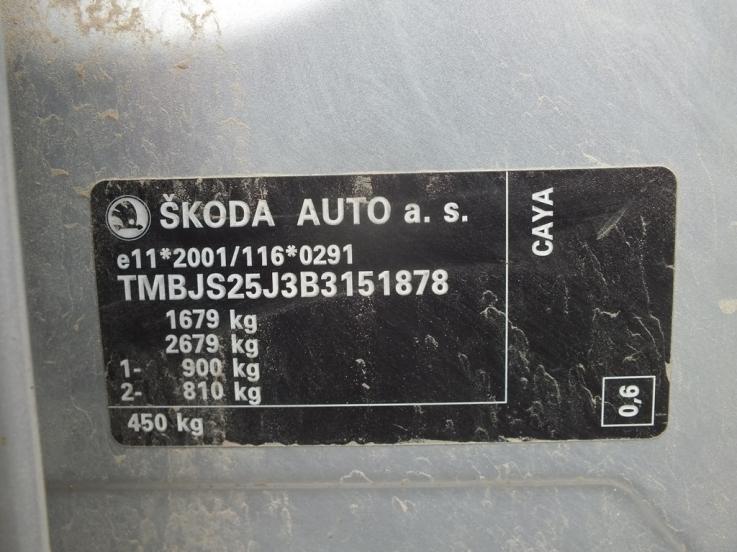 ŠKODA AUTO a. s.
e11*2001/116*0291
TMBJS25J3B3151878
1679 kg
2679 kg
1- 900 kg
2- 810 kg
450 kg
CAYA
0,6